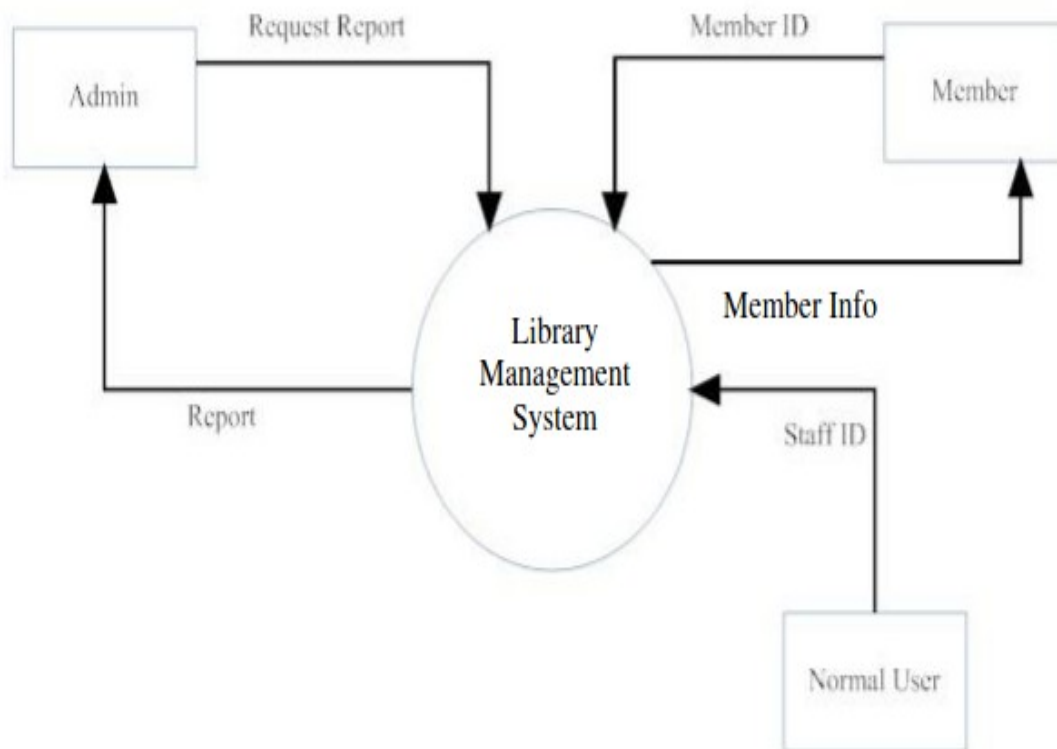 Request Report
Member ID
Admin
Member
Member Info
Library
Management
System
Report
Staff ID
Normal User